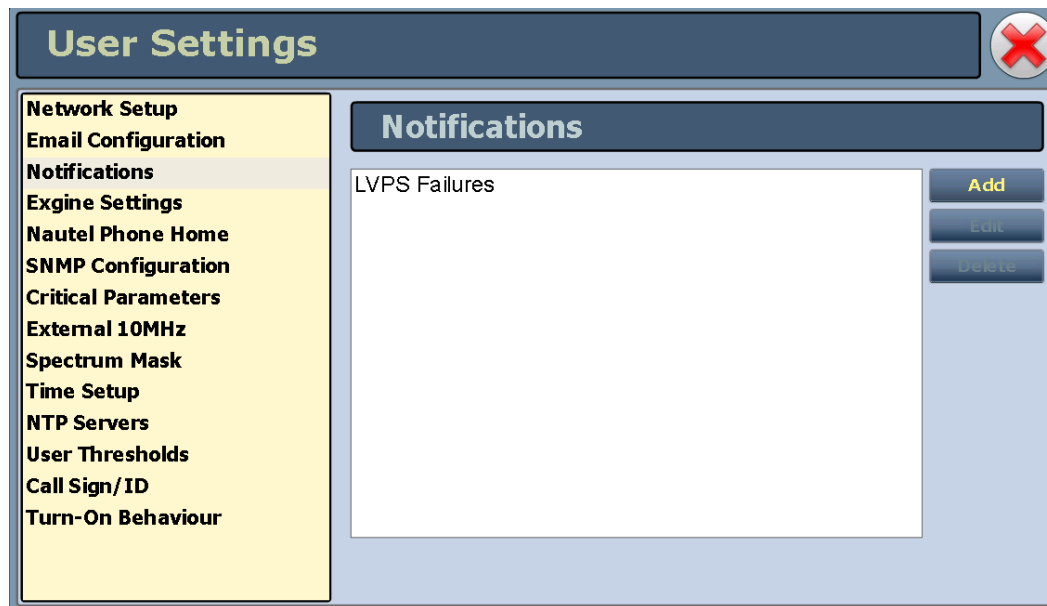 User Settings
Network Setup
Email Configuration
Notifications
Exgine Settings
Nautel Phone Home
SNMP Configuration
Critical Parameters
External 10MHz
Spectrum Mask
Time Setup
NTP Servers
User Thresholds
Call Sign/ID
Turn-On Behaviour
Notifications
LVPS Failures
Add
Edit
Delete